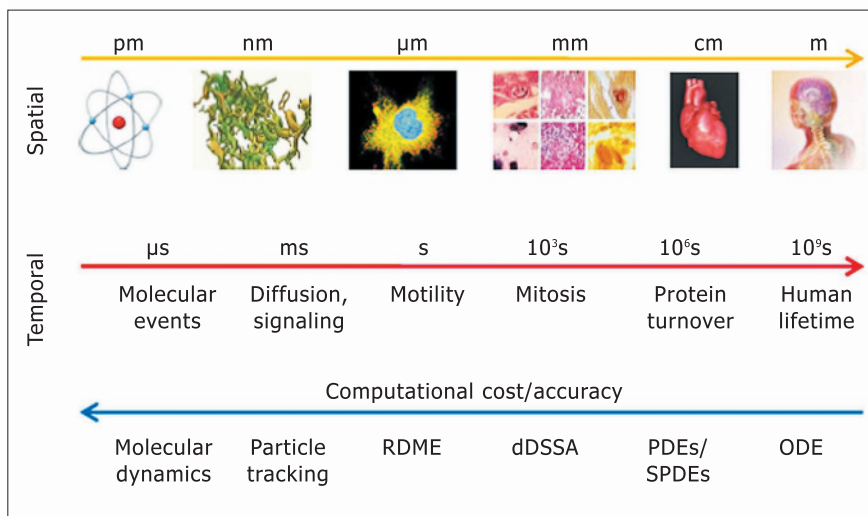 pm nm µm mm cm m
Spatial
µs ms s 10³s 10⁶s 10⁹s
Temporal
Molecular Diffusion, Motility Mitosis Protein Human
events signaling turnover lifetime
Computational cost/accuracy
Molecular Particle RDME dDSSA PDEs/ ODE
dynamics tracking SPDEs